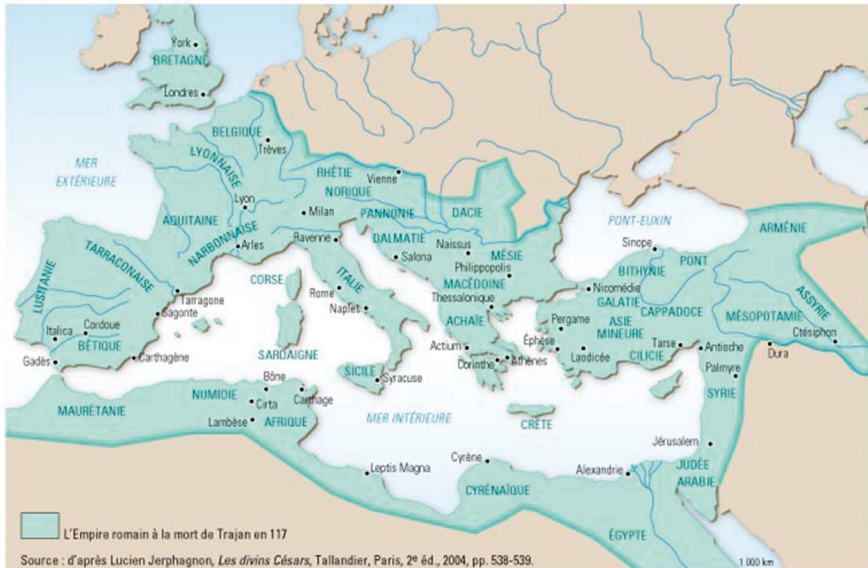 York
BRETAGNE
Londres
BELGIQUE
Trèves
MER
EXTÉRIEURE
LYONNAISE
RHÉTIE
Vienne
NORIQUE
Lyon
Milan
PANNONIE
DACIE
PONT-EUXIN
ARMÉNIE
AQUITAINE
NARBONNAISE
Arles
Ravenne
DALMATIE
Naissus
MÉSIE
Sinope
PONT
LUSITANIE
TARRACONAISE
Salona
Philippopolis
BITHYNIE
CORSE
ITALIE
MACÉDOINE
Nicomédie
ASSYRIE
Tarragone
Rome
Thessalonique
GALATIE
CAPPADOCE
Sagonte
Naples
Pergame
ASIE
MINEURE
MÉSOPOTAMIE
Italica
Cordoue
ACHAÏE
Ctésiphon
BÉTIQUE
SARDAIGNE
Actium
Éphèse
Laodicée
Tarse
Antioche
Dura
Gadès
Carthagène
Dorinthe
Athènes
CILICIE
SICILE
Syracuse
Palmyre
Bône
NUMIDIE
Carthage
SYRIE
MAURÉTANIE
Cirta
MER INTÉRIEURE
CRÈTE
Lambèse
AFRIQUE
Jérusalem
Leptis Magna
Cyrène
Alexandrie
JUDÉE
CYRÉNAÏQUE
ARABIE
ÉGYPTE
L'Empire romain à la mort de Trajan en 117
1 000 km
Source : d'après Lucien Jerphagnon, Les divins Césars, Tallandier, Paris, 2e éd., 2004, pp. 538-539.